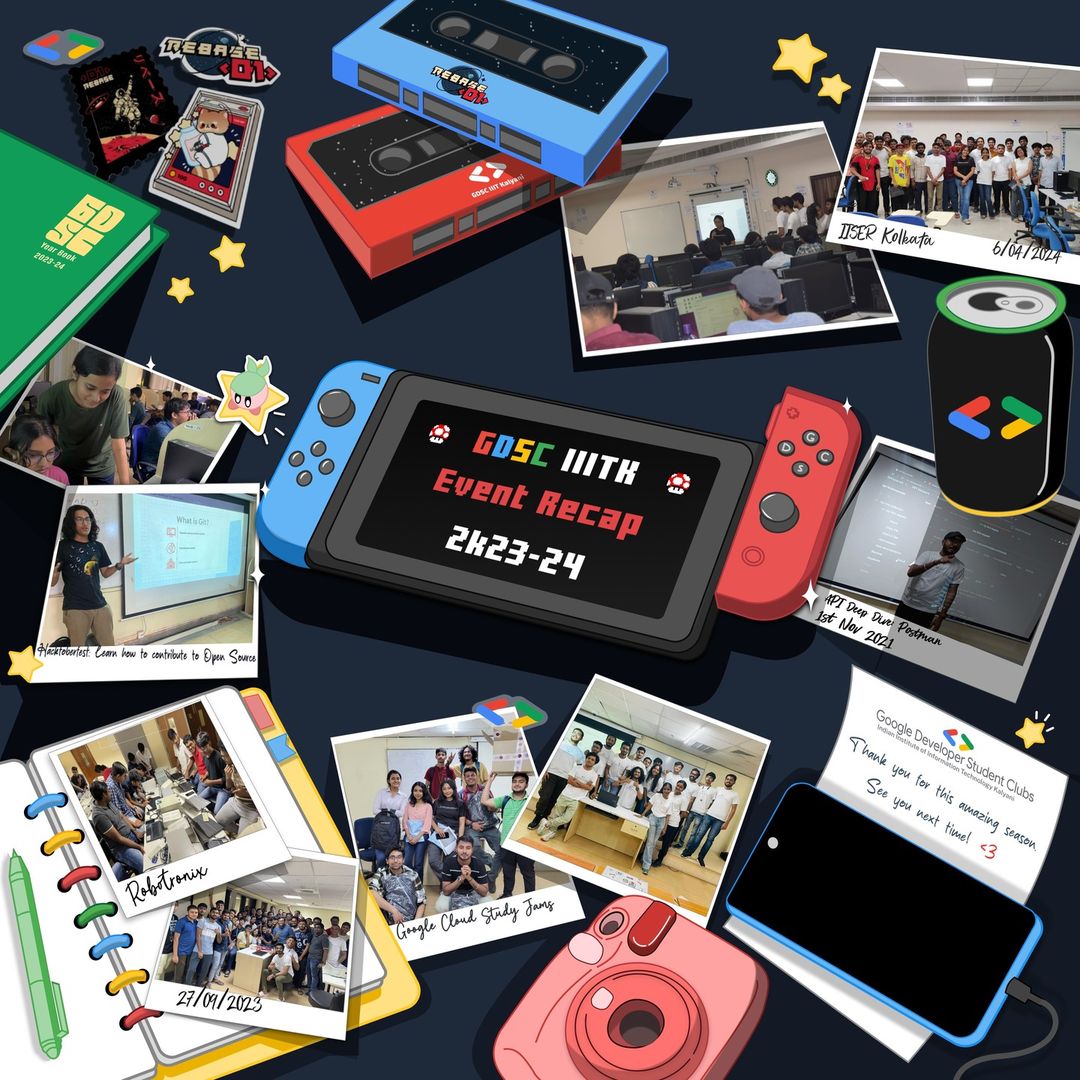 REBASE
<01>
REBASE
<01>
GDSC IIIT Kalyani
GDSC
Year Book
2023-24
IISER Kolkata
6/04/2024
GDSC IIITK
Event Recap
2k23-24
G
D
C
S
What is Git?
Hacktoberfest: Learn how to contribute to Open Source
API Deep Dive: Postman
1st Nov 2021
Google Developer Student Clubs
Indian Institute of Information Technology Kalyani
Thank you for this amazing season
See you next time! <3
Robotronix
27/09/2023
Google Cloud Study Jams